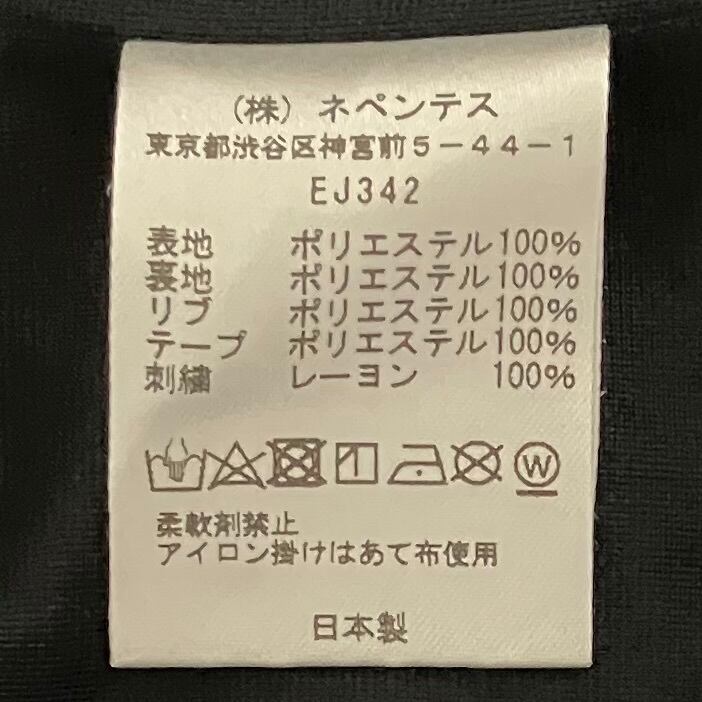 （株）ネペンテス
東京都渋谷区神宮前５－４４－１
EJ342
表地 ポリエステル100%
裏地 ポリエステル100%
リブ ポリエステル100%
テープ ポリエステル100%
刺繍 レーヨン 100%
W
柔軟剤禁止
アイロン掛けはあて布使用
日本製